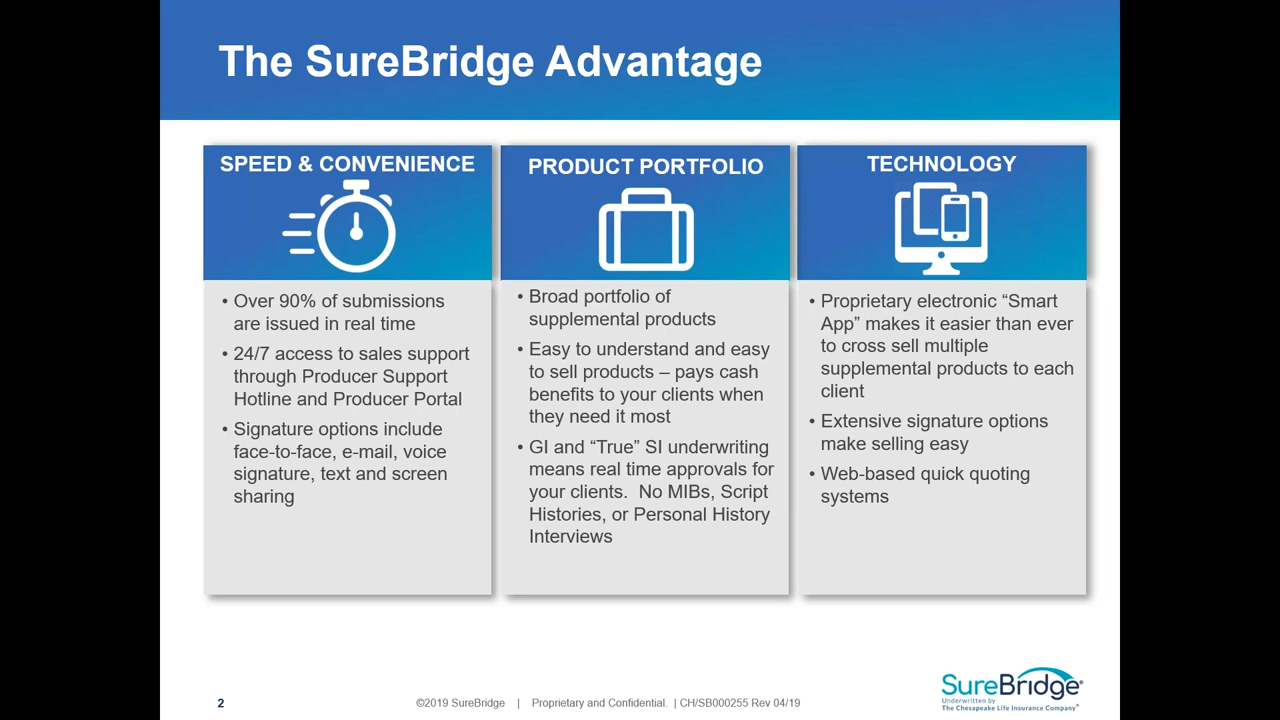 The SureBridge Advantage
SPEED & CONVENIENCE
• Over 90% of submissions
are issued in real time
• 24/7 access to sales support
through Producer Support
Hotline and Producer Portal
• Signature options include
face-to-face, e-mail, voice
signature, text and screen
sharing
PRODUCT PORTFOLIO
• Broad portfolio of
supplemental products
• Easy to understand and easy
to sell products – pays cash
benefits to your clients when
they need it most
• GI and “True” SI underwriting
means real time approvals for
your clients.  No MIBs, Script
Histories, or Personal History
Interviews
TECHNOLOGY
• Proprietary electronic “Smart
App” makes it easier than ever
to cross sell multiple
supplemental products to each
client
• Extensive signature options
make selling easy
• Web-based quick quoting
systems
2
©2019 SureBridge | Proprietary and Confidential. | CH/SB000255 Rev 04/19
SureBridge®
Underwritten by
The Chesapeake Life Insurance Company®